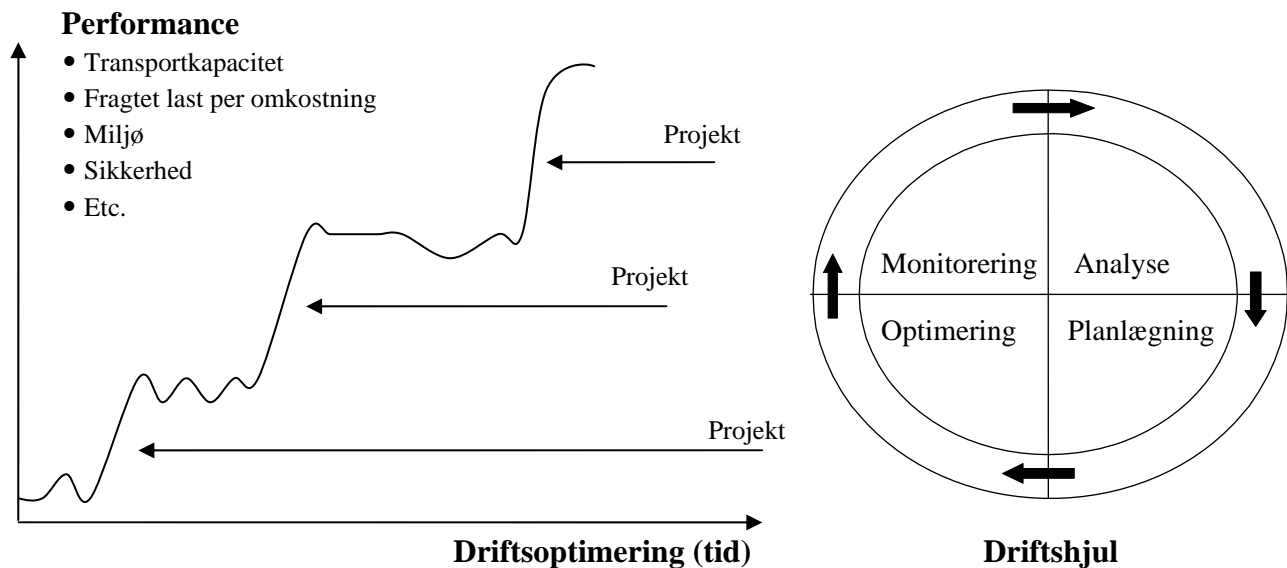 Performance
• Transportkapacitet
• Fragtet last per omkostning
• Miljø
• Sikkerhed
• Etc.
Projekt
Projekt
Projekt
Driftsoptimering (tid)
Monitorering
Analyse
Optimering
Planlægning
Driftshjul